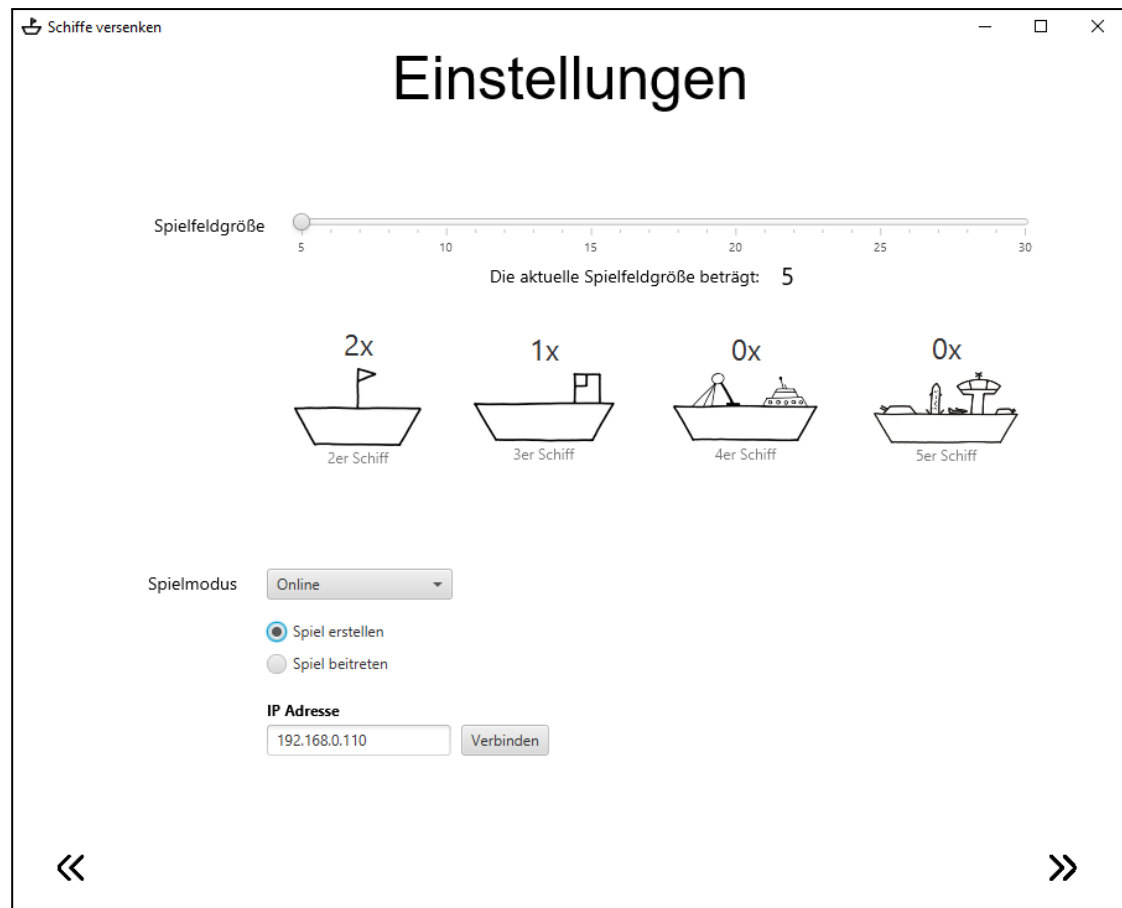 Schiffe versenken
Einstellungen
Spielfeldgröße
5 10 15 20 25 30
Die aktuelle Spielfeldgröße beträgt: 5
2x 1x 0x 0x
2er Schiff 3er Schiff 4er Schiff 5er Schiff
Spielmodus Online
Spiel erstellen
Spiel beitreten
IP Adresse
192.168.0.110 Verbinden